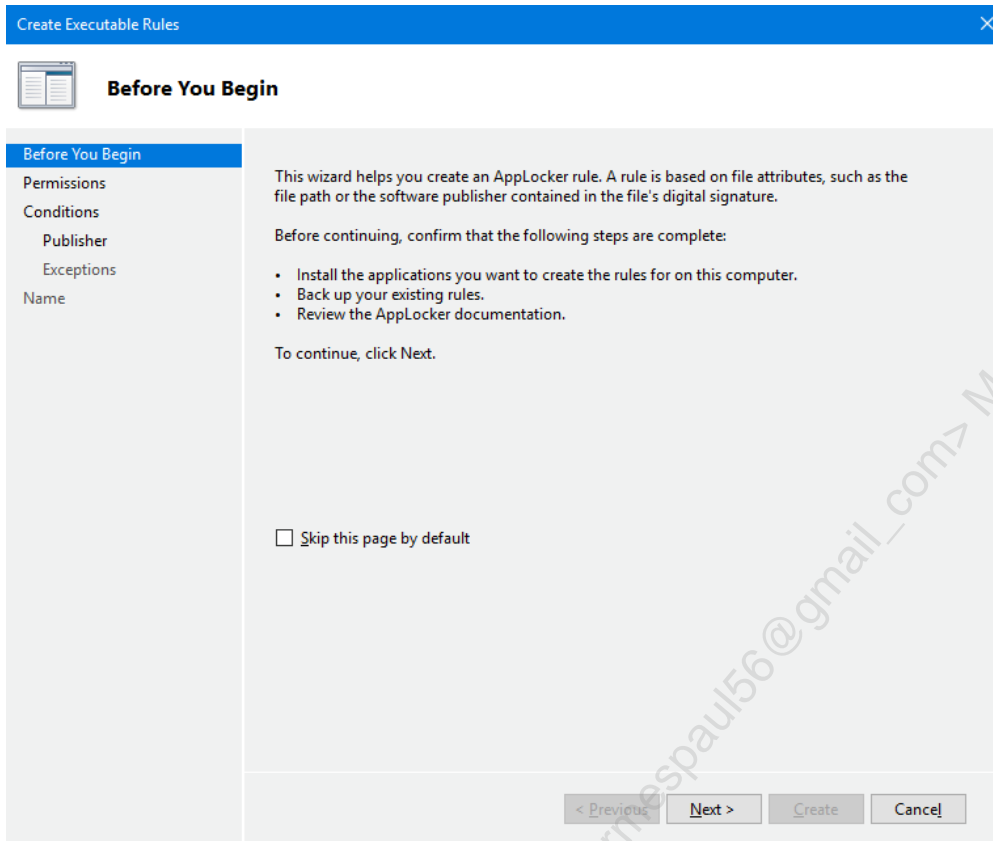 Create Executable Rules
Before You Begin
Before You Begin
Permissions
Conditions
Publisher
Exceptions
Name
This wizard helps you create an AppLocker rule. A rule is based on file attributes, such as the
file path or the software publisher contained in the file's digital signature.
Before continuing, confirm that the following steps are complete:
• Install the applications you want to create the rules for on this computer.
• Back up your existing rules.
• Review the AppLocker documentation.
To continue, click Next.
Skip this page by default
< Previous
Next >
Create
Cancel